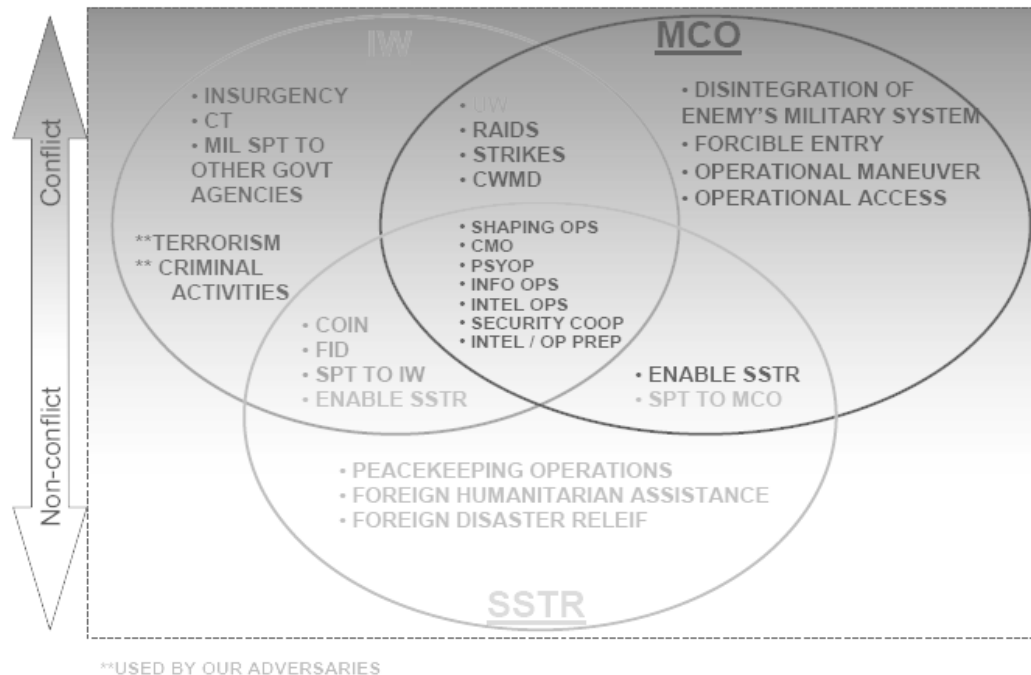 IW
MCO
Conflict
Non-conflict
• INSURGENCY
• CT
• MIL SPT TO
OTHER GOVT
AGENCIES
**TERRORISM
** CRIMINAL
ACTIVITIES
• UW
• RAIDS
• STRIKES
• CWMD
• DISINTEGRATION OF
ENEMY'S MILITARY SYSTEM
• FORCIBLE ENTRY
• OPERATIONAL MANEUVER
• OPERATIONAL ACCESS
• SHAPING OPS
• CMO
• PSYOP
• INFO OPS
• INTEL OPS
• SECURITY COOP
• INTEL / OP PREP
• COIN
• FID
• SPT TO IW
• ENABLE SSTR
• ENABLE SSTR
• SPT TO MCO
• PEACEKEEPING OPERATIONS
• FOREIGN HUMANITARIAN ASSISTANCE
• FOREIGN DISASTER RELEIF
SSTR
**USED BY OUR ADVERSARIES